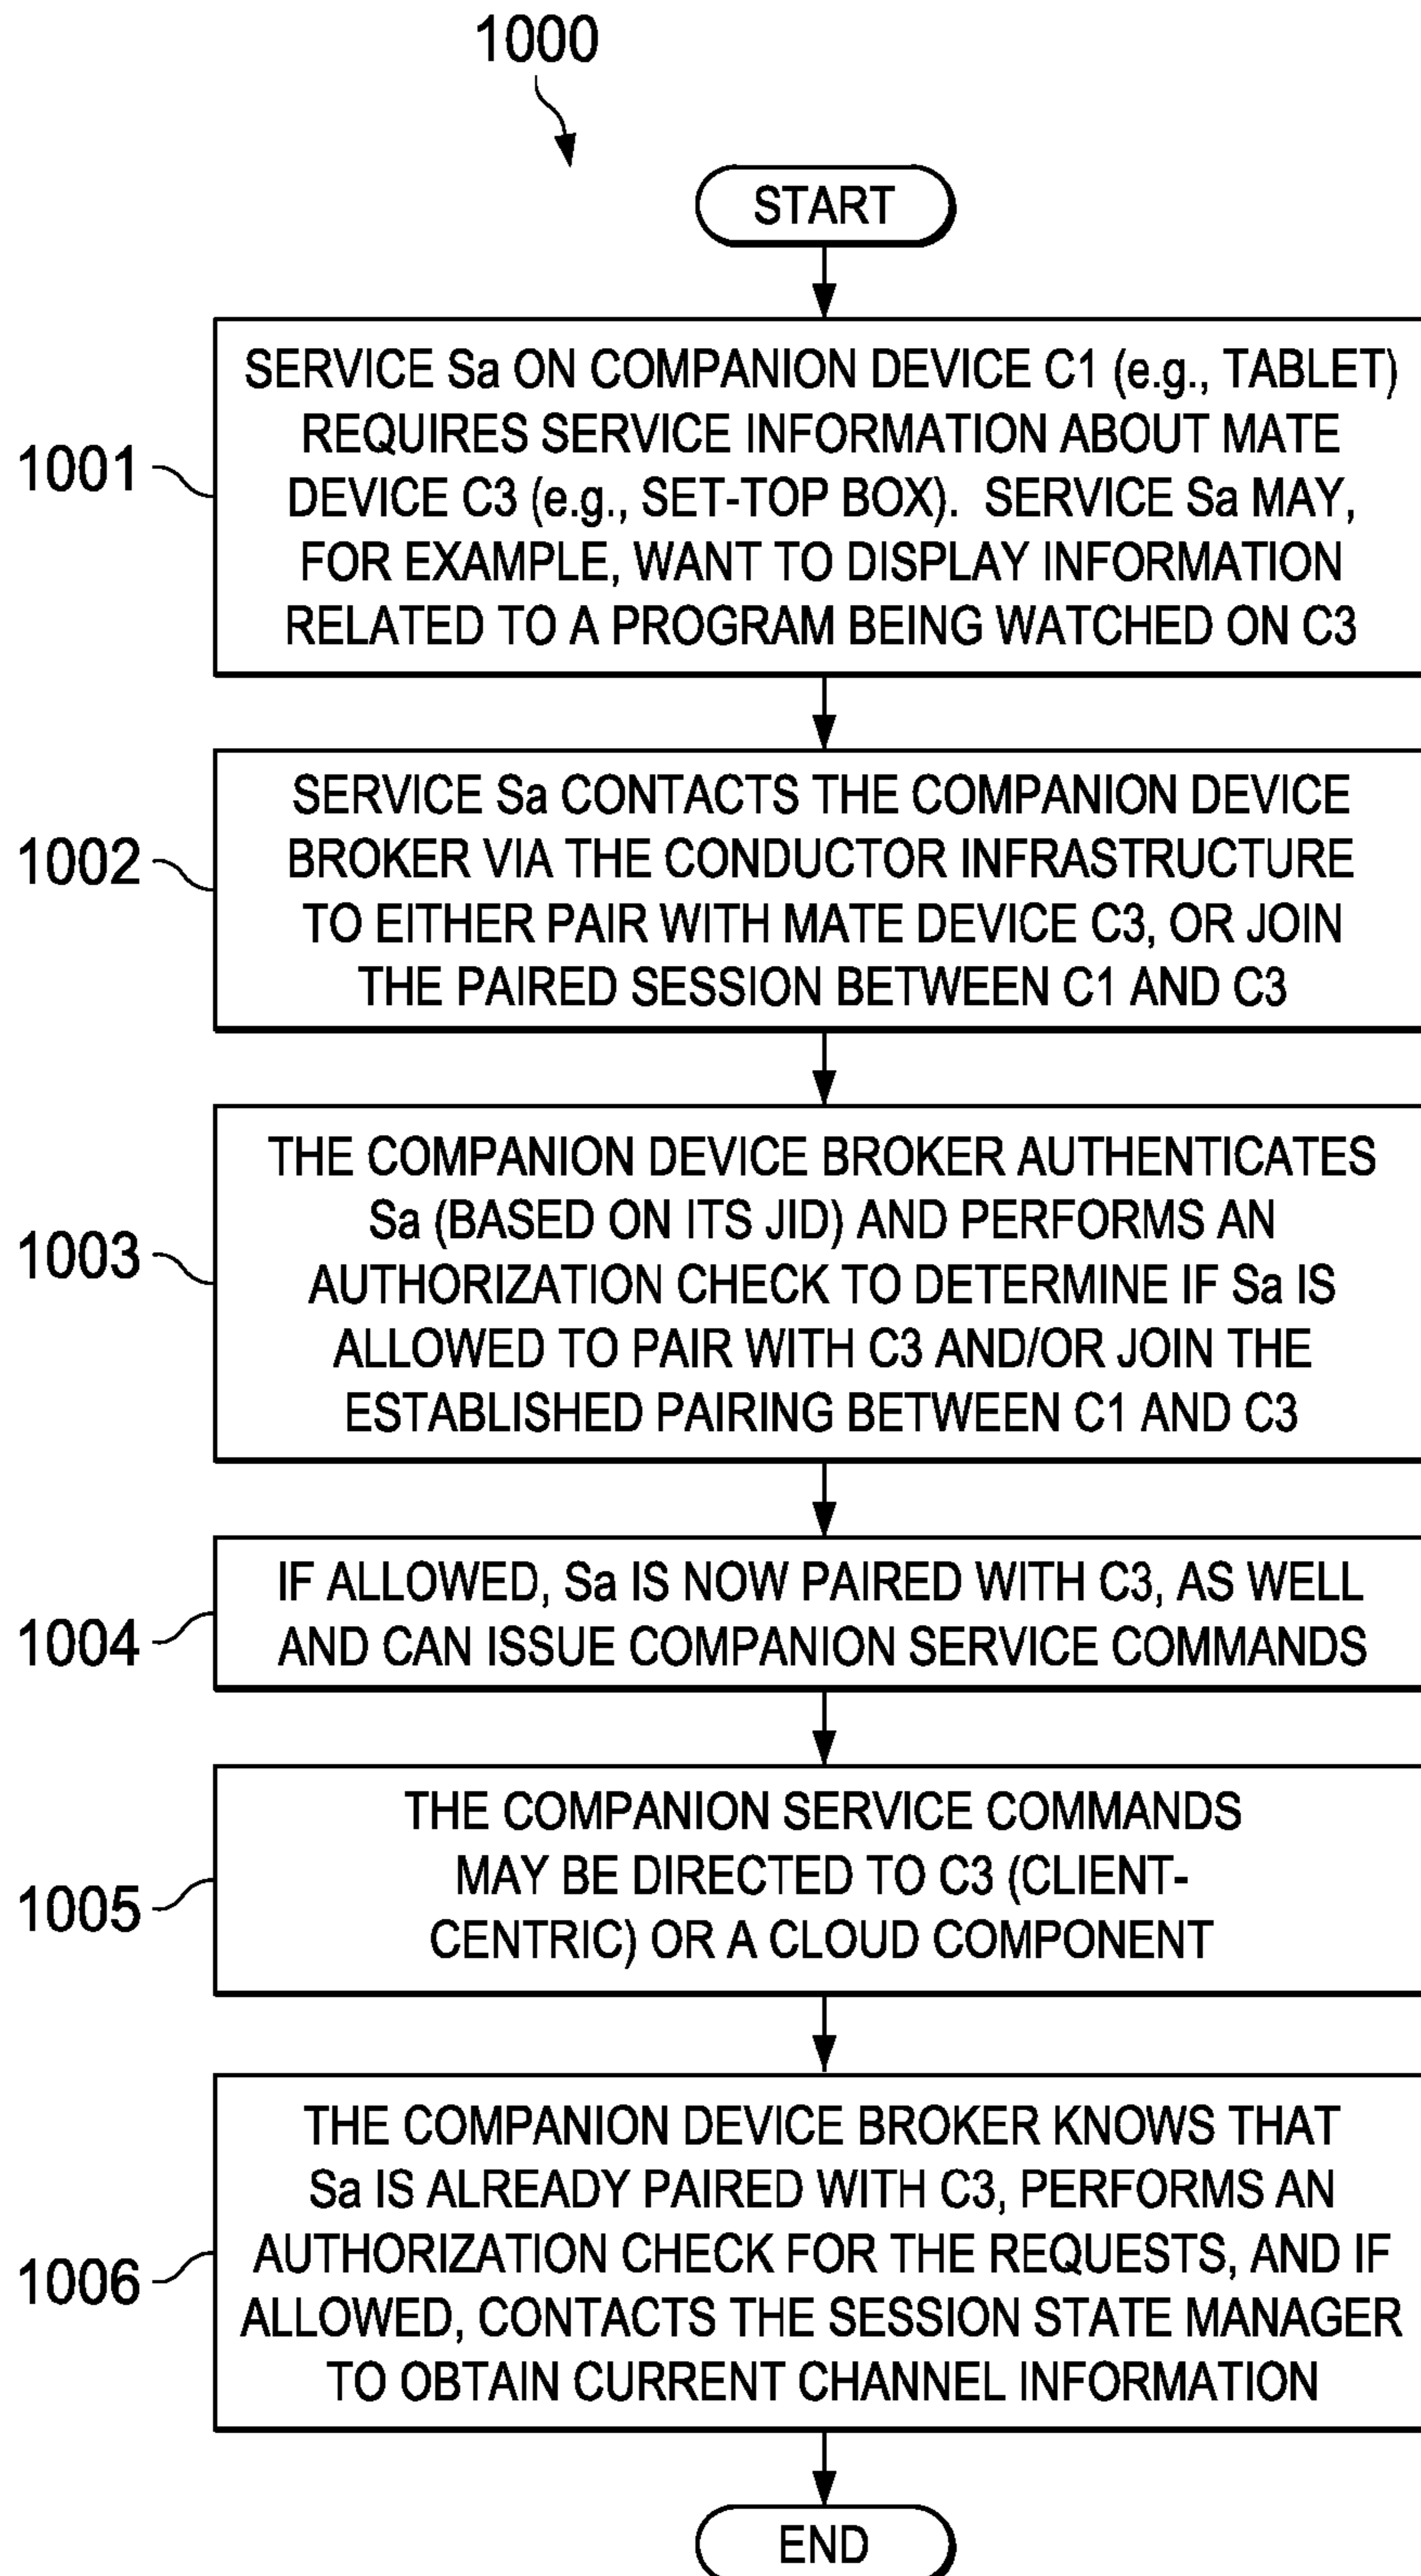 1000
START
SERVICE Sa ON COMPANION DEVICE C1 (e.g., TABLET)
REQUIRES SERVICE INFORMATION ABOUT MATE
DEVICE C3 (e.g., SET-TOP BOX). SERVICE Sa MAY,
FOR EXAMPLE, WANT TO DISPLAY INFORMATION
RELATED TO A PROGRAM BEING WATCHED ON C3
1001
SERVICE Sa CONTACTS THE COMPANION DEVICE
BROKER VIA THE CONDUCTOR INFRASTRUCTURE
TO EITHER PAIR WITH MATE DEVICE C3, OR JOIN
THE PAIRED SESSION BETWEEN C1 AND C3
1002
THE COMPANION DEVICE BROKER AUTHENTICATES
Sa (BASED ON ITS JID) AND PERFORMS AN
AUTHORIZATION CHECK TO DETERMINE IF Sa IS
ALLOWED TO PAIR WITH C3 AND/OR JOIN THE
ESTABLISHED PAIRING BETWEEN C1 AND C3
1003
IF ALLOWED, Sa IS NOW PAIRED WITH C3, AS WELL
AND CAN ISSUE COMPANION SERVICE COMMANDS
1004
THE COMPANION SERVICE COMMANDS
MAY BE DIRECTED TO C3 (CLIENT-
CENTRIC) OR A CLOUD COMPONENT
1005
THE COMPANION DEVICE BROKER KNOWS THAT
Sa IS ALREADY PAIRED WITH C3, PERFORMS AN
AUTHORIZATION CHECK FOR THE REQUESTS, AND IF
ALLOWED, CONTACTS THE SESSION STATE MANAGER
TO OBTAIN CURRENT CHANNEL INFORMATION
1006
END